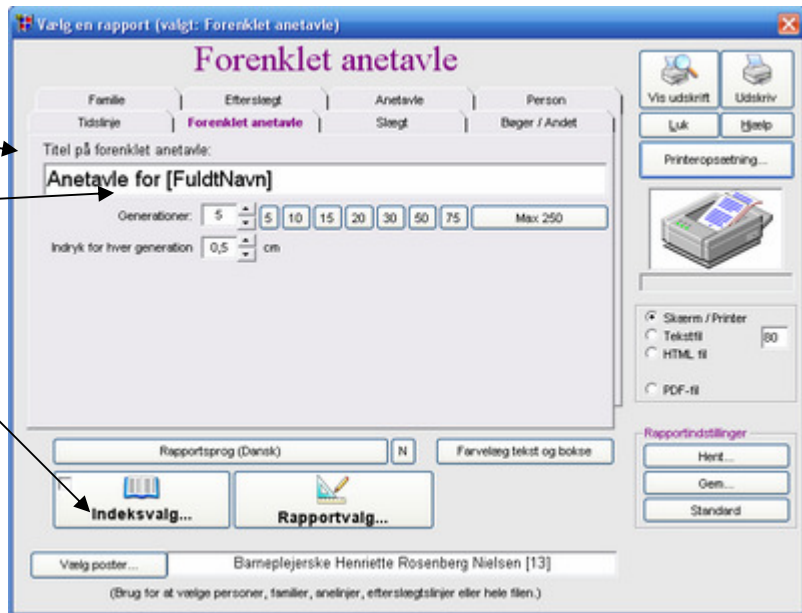 Vælg en rapport (valgt: Forenklet anetavle)
Forenklet anetavle
Familie Efterslægt Anetavle Person
Tidslinje Forenklet anetavle Slægt Bøger / Andet
Titel på forenklet anetavle:
Anetavle for [FuldtNavn]
Generationer: 5 5 10 15 20 30 50 75 Max 250
Indryk for hver generation 0,5 cm
Rapportsprog (Dansk) N Farvelæg tekst og bokse
Indeksvalg... Rapportvalg...
Vælg poster... Barneplejerske Henriette Rosenberg Nielsen [13]
(Brug for at vælge personer, familier, anelinjer, efterslægtslinjer eller hele filen.)
Vis udskrift Udskriv
Luk Hjælp
Printeropsætning...
Skærm / Printer
Tekstfil 80
HTML fil
PDF-fil
Rapportindstillinger
Hent...
Gem...
Standard